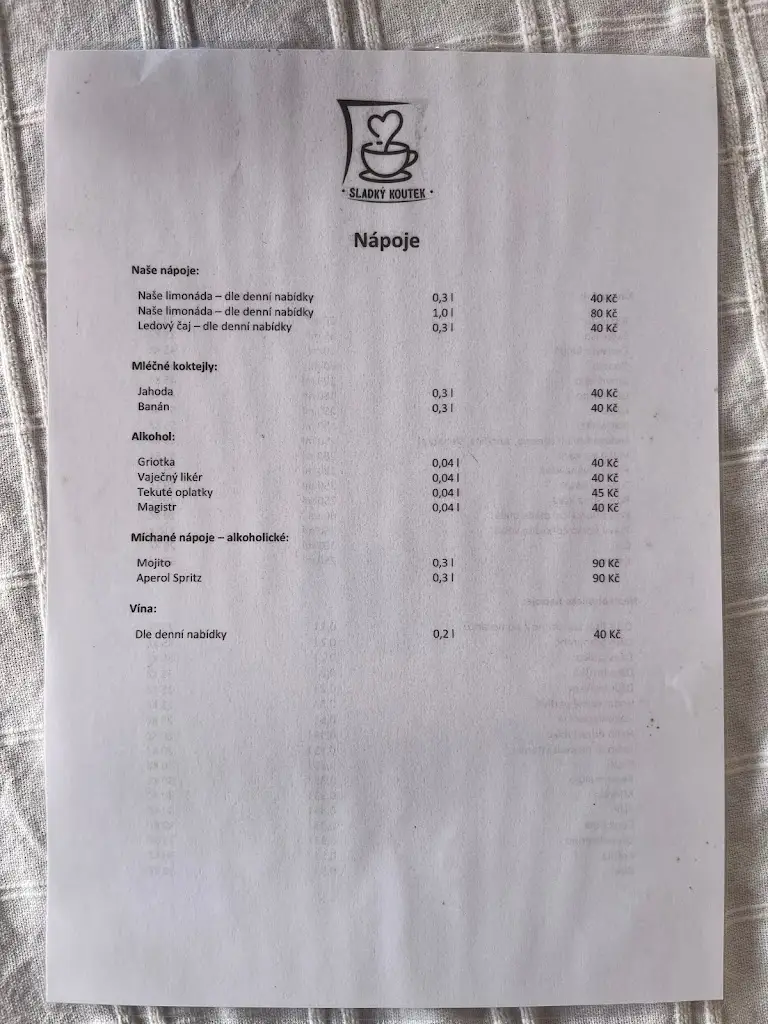 SLADKÝ KOUTEK
Nápoje
Naše nápoje:
Naše limonáda – dle denní nabídky 0,3 l 40 Kč
Naše limonáda – dle denní nabídky 1,0 l 80 Kč
Ledový čaj – dle denní nabídky 0,3 l 40 Kč
Mléčné koktejly:
Jahoda 0,3 l 40 Kč
Banán 0,3 l 40 Kč
Alkohol:
Griotka 0,04 l 40 Kč
Vaječný likér 0,04 l 40 Kč
Tekuté oplatky 0,04 l 45 Kč
Magistr 0,04 l 40 Kč
Míchané nápoje – alkoholické:
Mojito 0,3 l 90 Kč
Aperol Spritz 0,3 l 90 Kč
Vína:
Dle denní nabídky 0,2 l 40 Kč